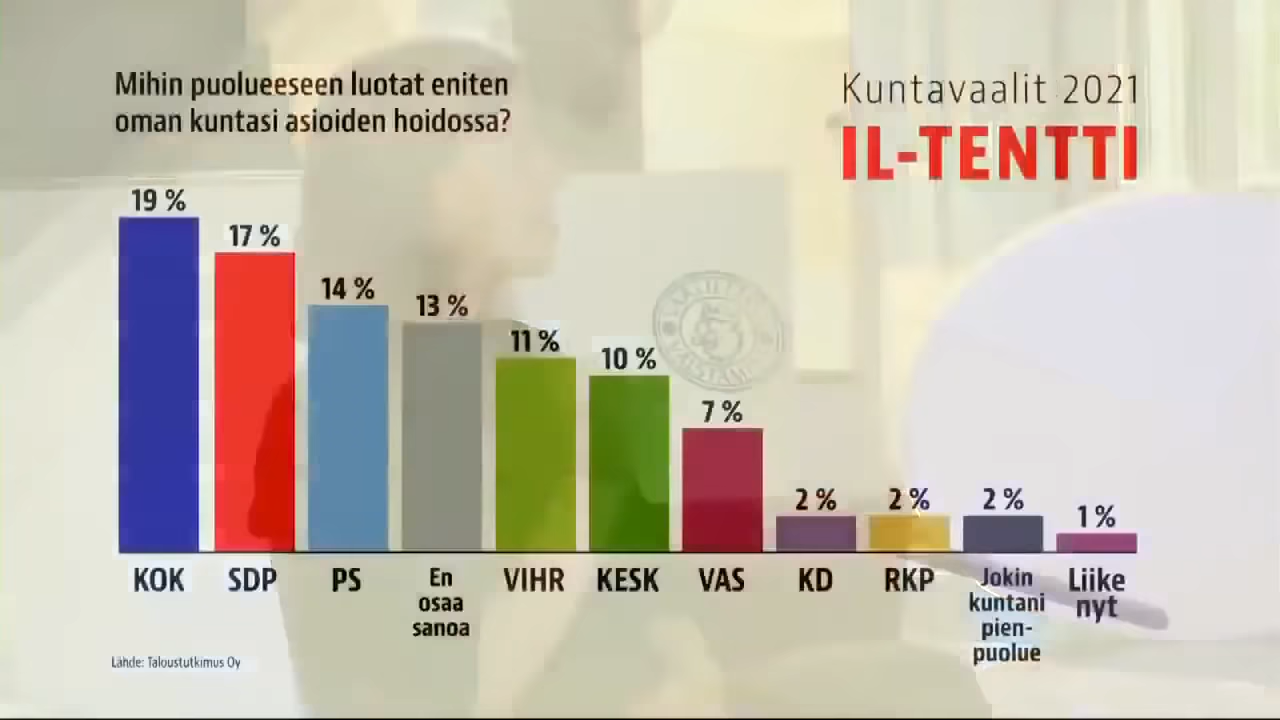 Mihin puolueeseen luotat eniten
oman kuntasi asioiden hoidossa?
Kuntavaalit 2021
IL-TENTTI
19 %
17 %
14 %
13 %
11 %
10 %
7 %
2 %
2 %
2 %
1 %
KOK
SDP
PS
En
osaa
sanoa
VIHR
KESK
VAS
KD
RKP
Jokin
kuntani
pien-
puolue
Liike
nyt
Lähde: Taloustutkimus Oy